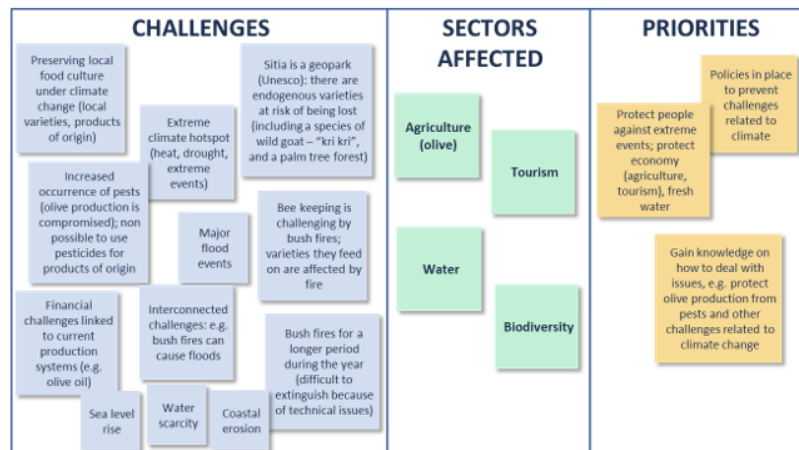 CHALLENGES
Preserving local
food culture
under climate
change (local
varieties, products
of origin)
Extreme
climate hotspot
(heat, drought,
extreme
events)
Sitia is a geopark
(Unesco): there are
endogenous varieties
at risk of being lost
(including a species of
wild goat – “kri kri”,
and a palm tree forest)
Increased
occurrence of pests
(olive production is
compromised); non
possible to use
pesticides for
products of origin
Major
flood
events
Bee keeping is
challenging by
bush fires;
varieties they feed
on are affected by
fire
Financial
challenges linked
to current
production
systems (e.g.
olive oil)
Interconnected
challenges: e.g.
bush fires can
cause floods
Bush fires for a
longer period
during the year
(difficult to
extinguish because
of technical issues)
Sea level
rise
Water
scarcity
Coastal
erosion
SECTORS
AFFECTED
Agriculture
(olive)
Tourism
Water
Biodiversity
PRIORITIES
Policies in place
to prevent
challenges
related to
climate
Protect people
against extreme
events; protect
economy
(agriculture,
tourism), fresh
water
Gain knowledge on
how to deal with
issues, e.g. protect
olive production from
pests and other
challenges related to
climate change